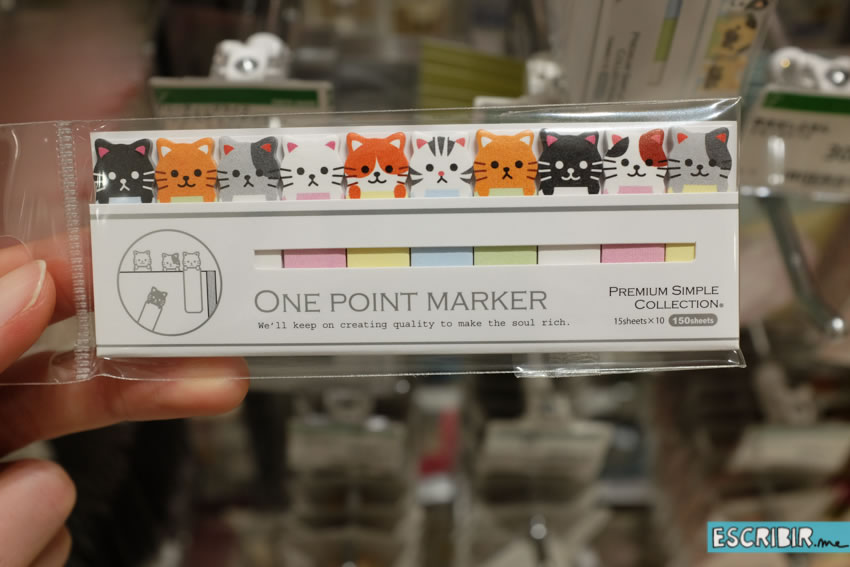 ONE POINT MARKER
We'll keep on creating quality to make the soul rich.
PREMIUM SIMPLE
COLLECTION®
15sheets×10 150sheets
ESCRIBIR.me